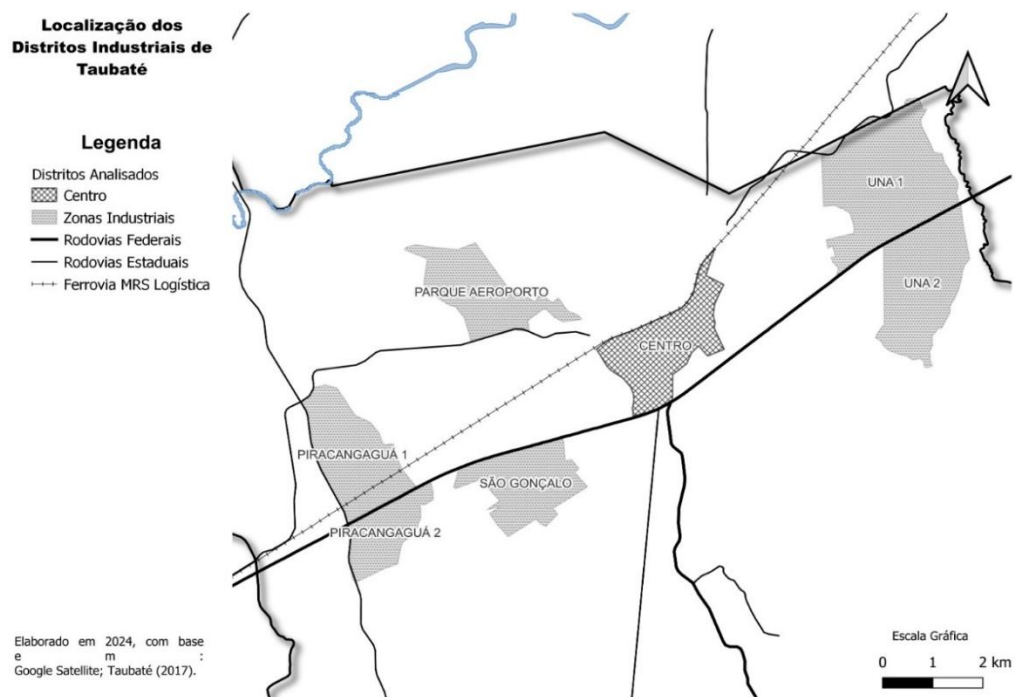 Localização dos
Distritos Industriais de
Taubaté
Legenda
Distritos Analisados
Centro
Zonas Industriais
Rodovias Federais
Rodovias Estaduais
Ferrovia MRS Logística
UNA 1
UNA 2
PARQUE AEROPORTO
CENTRO
PIRACANGAGUÁ 1
SÃO GONÇALO
PIRACANGAGUÁ 2
Elaborado em 2024, com base
e m :
Google Satellite; Taubaté (2017).
Escala Gráfica
0 1 2 km